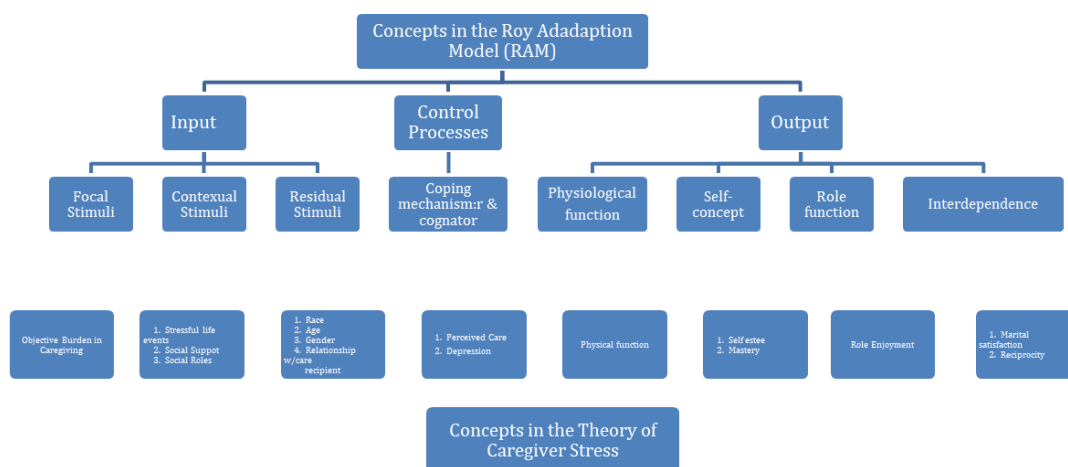 Concepts in the Roy Adadaption
Model (RAM)
Input
Control
Processes
Output
Focal
Stimuli
Contexual
Stimuli
Residual
Stimuli
Coping
mechanism:r &
cognator
Physiological
function
Self-
concept
Role
function
Interdependence
Objective Burden in
Caregiving
1. Stressful life
events
2. Social Suppot
3. Social Roles
1. Race
2. Age
3. Gender
4. Relationship
w/care
recipient
1. Perceived Care
2. Depression
Physical function
1. Self estee
2. Mastery
Role Enjoyment
1. Marital
satisfaction
2. Reciprocity
Concepts in the Theory of
Caregiver Stress